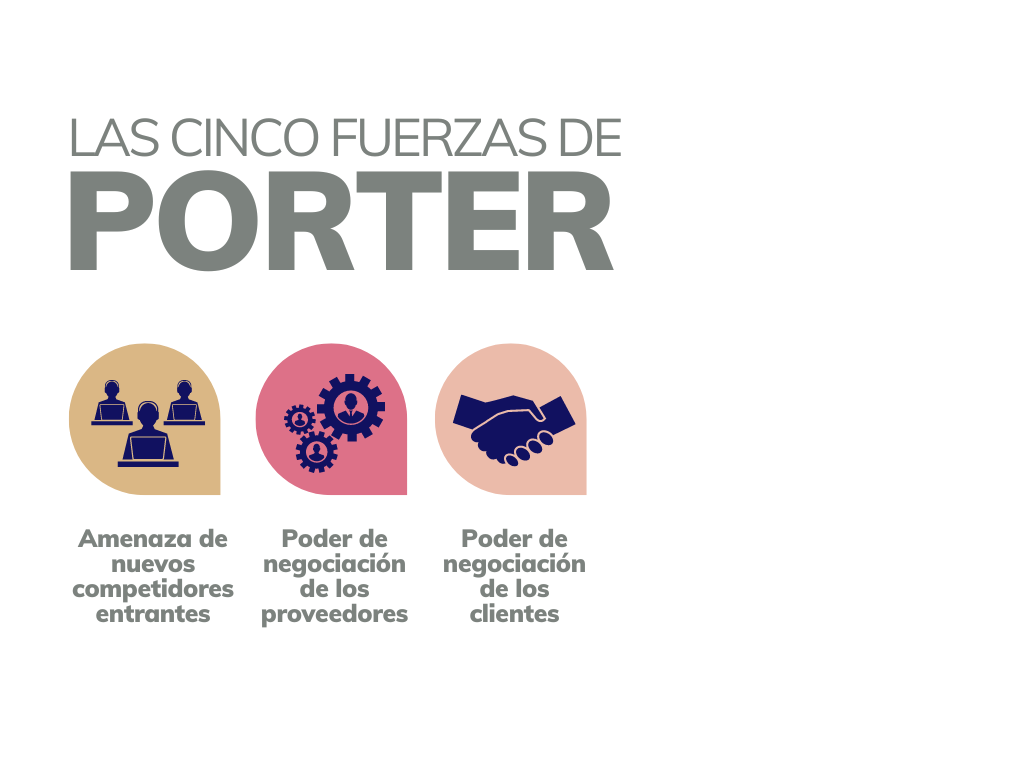 LAS CINCO FUERZAS DE
PORTER
Amenaza de
nuevos
competidores
entrantes
Poder de
negociación
de los
proveedores
Poder de
negociación
de los
clientes